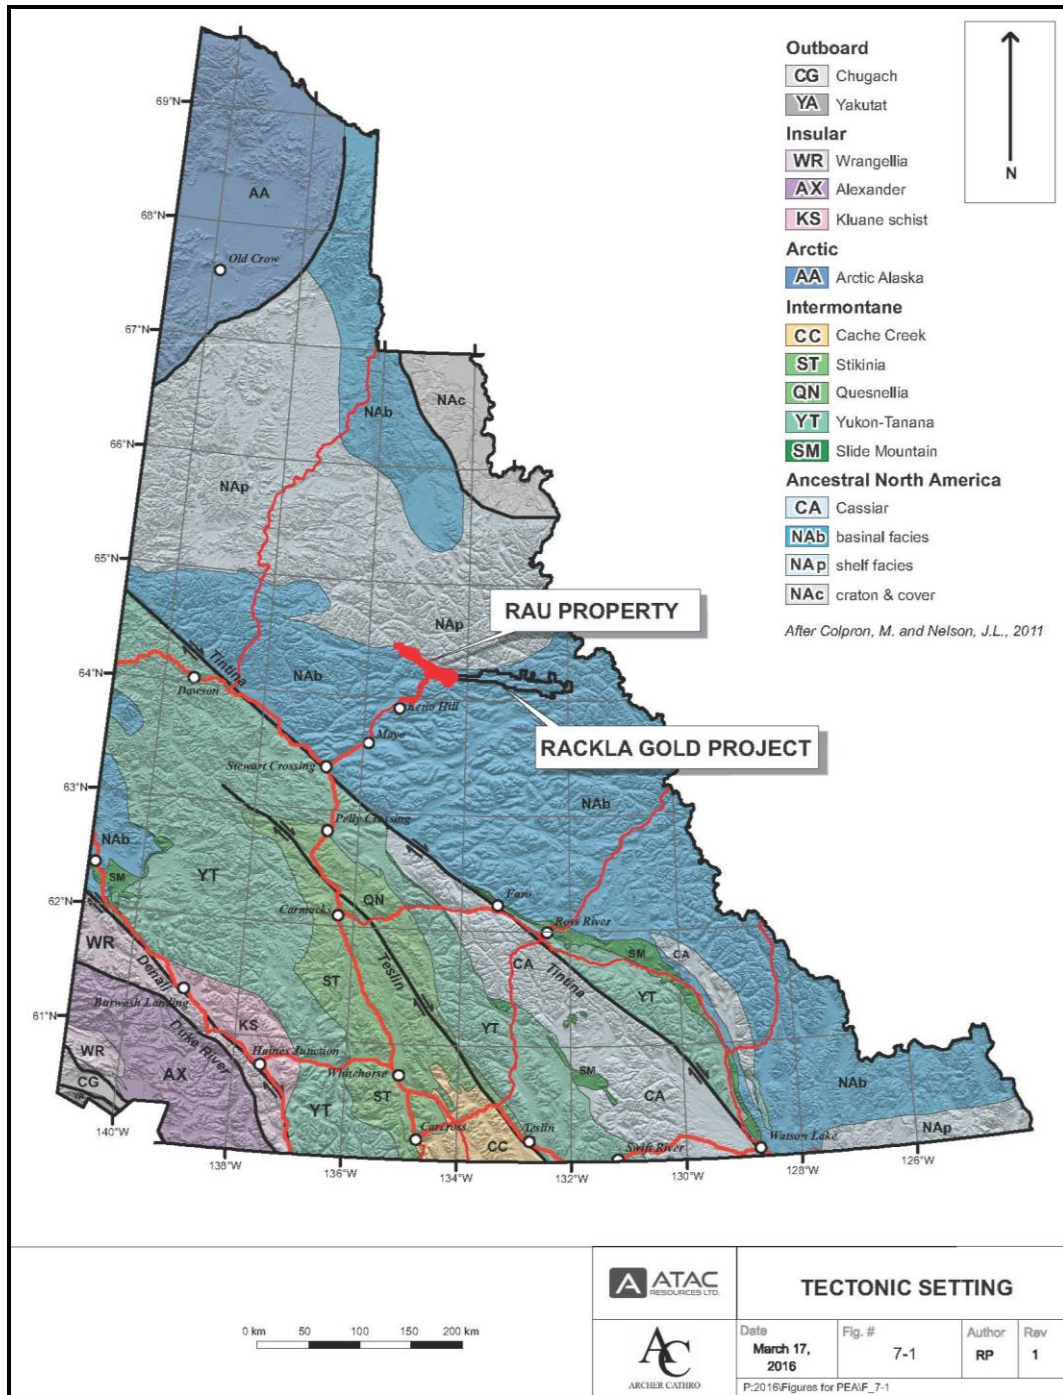 Outboard
CG Chugach
YA Yakutat
Insular
WR Wrangellia
AX Alexander
KS Kluane schist
Arctic
AA Arctic Alaska
Intermontane
CC Cache Creek
ST Stikinia
QN Quesnellia
YT Yukon-Tanana
SM Slide Mountain
Ancestral North America
CA Cassiar
NAb basinal facies
NAp shelf facies
NAc craton & cover
After Colpron, M. and Nelson, J.L., 2011
N
69°N
68°N
67°N
66°N
65°N
64°N
63°N
62°N
61°N
140°W
138°W
136°W
134°W
132°W
130°W
128°W
126°W
AA
Old Crow
NAb
NAc
NAp
NAp
RAU PROPERTY
NAb
Tintina
Dawson
Keno Hill
Mayo
RACKLA GOLD PROJECT
Stewart Crossing
NAb
Pelly Crossing
NAb
SM
YT
QN
Carmacks
Faro
Ross River
WR
Denali
Teslin
CA
Tintina
SM
CA
ST
YT
Burwash Landing
KS
Duke River
YT
WR
AX
Haines Junction
Whitehorse
SM
CG
YA
YT
ST
CA
NAb
Carcross
CC
Teslin
Swift River
Watson Lake
NAp
0 km 50 100 150 200 km
ATAC
RESOURCES LTD.
TECTONIC SETTING
AC
ARCHER CATHRO
Date
March 17,
2016
Fig. #
7-1
Author
RP
Rev
1
P:2016\Figures for PEA\F_7-1